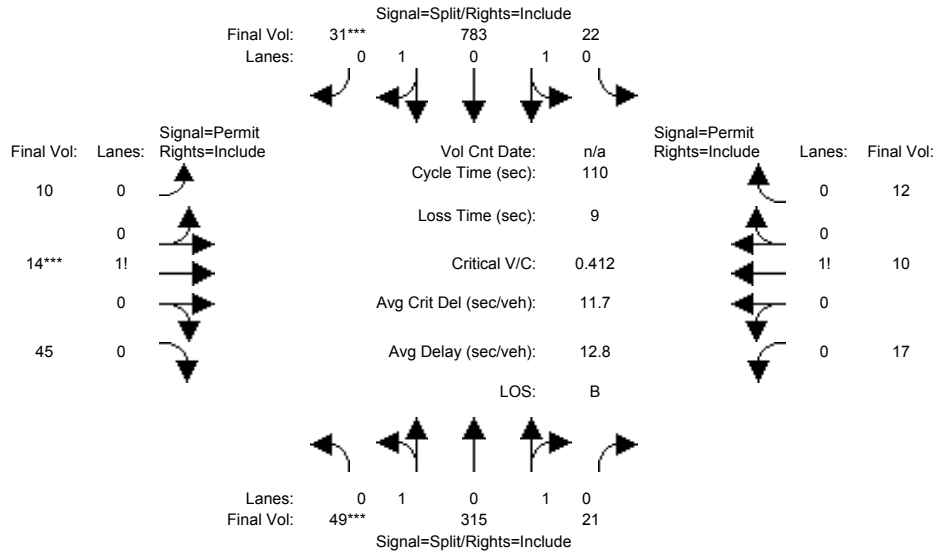 Signal=Split/Rights=Include
Final Vol: 31*** 783 22
Lanes: 0 1 0 1 0
Signal=Permit Signal=Permit
Final Vol: Lanes: Rights=Include Vol Cnt Date: n/a Rights=Include Lanes: Final Vol:
Cycle Time (sec): 110
10 0 0 12
Loss Time (sec): 9
0 0
14*** 1! Critical V/C: 0.412 1! 10
0 Avg Crit Del (sec/veh): 11.7 0
45 0 Avg Delay (sec/veh): 12.8 0 17
LOS: B
Lanes: 0 1 0 1 0
Final Vol: 49*** 315 21
Signal=Split/Rights=Include